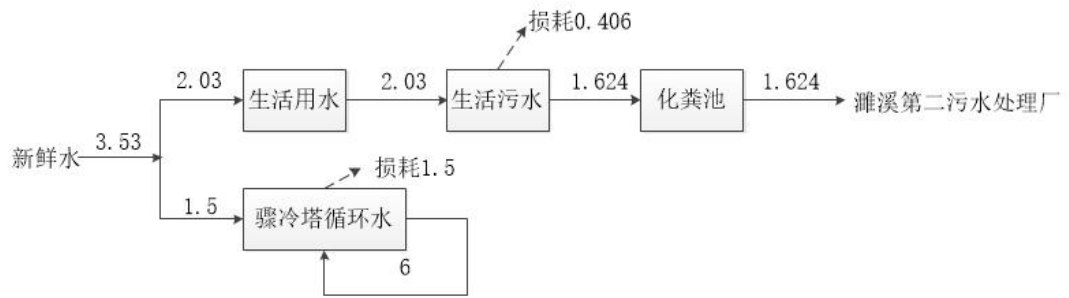 损耗0.406
2.03
生活用水
2.03
生活污水
1.624
化粪池
1.624
濉溪第二污水处理厂
新鲜水
3.53
损耗1.5
1.5
骤冷塔循环水
6